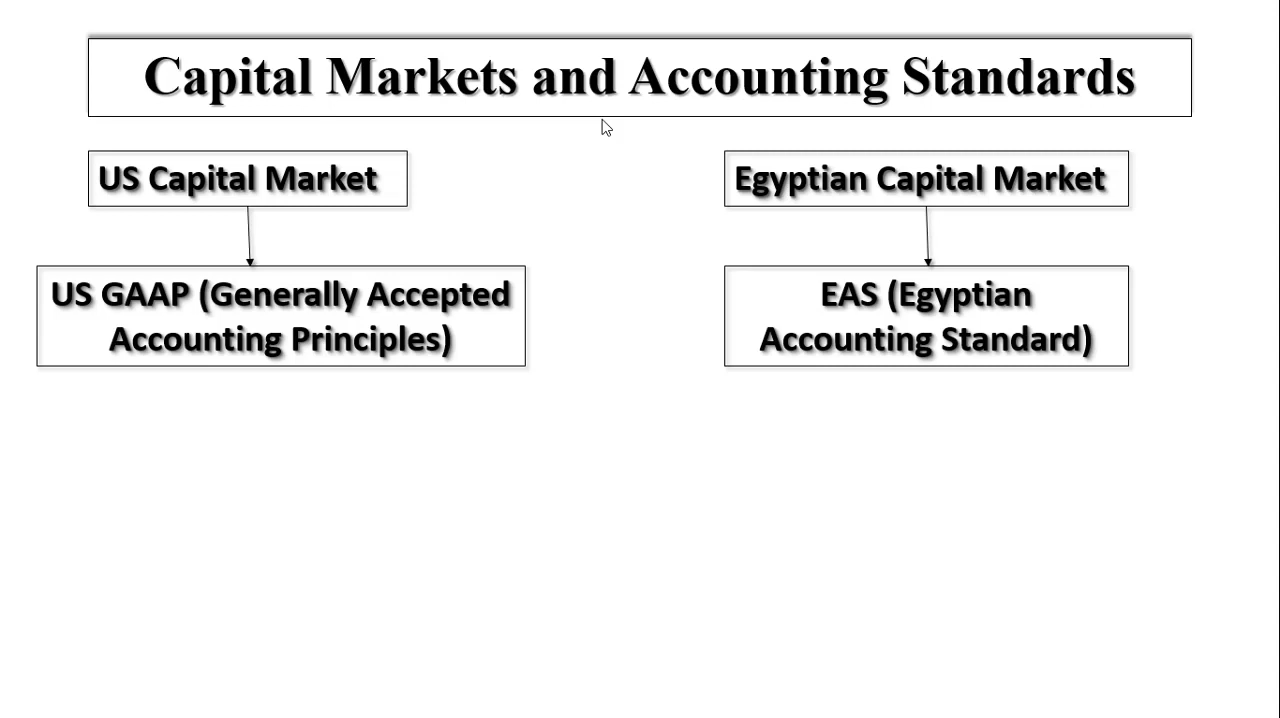 Capital Markets and Accounting Standards
US Capital Market
Egyptian Capital Market
US GAAP (Generally Accepted
Accounting Principles)
EAS (Egyptian
Accounting Standard)